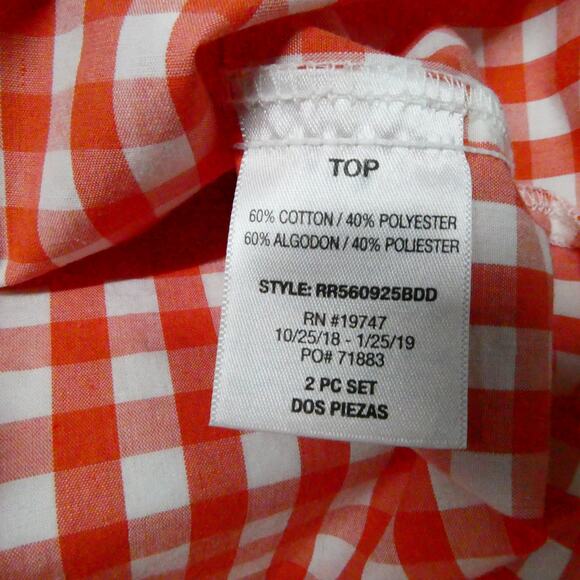 TOP
60% COTTON / 40% POLYESTER
60% ALGODON / 40% POLIESTER
STYLE: RR560925BDD
RN #19747
10/25/18 - 1/25/19
PO# 71883
2 PC SET
DOS PIEZAS